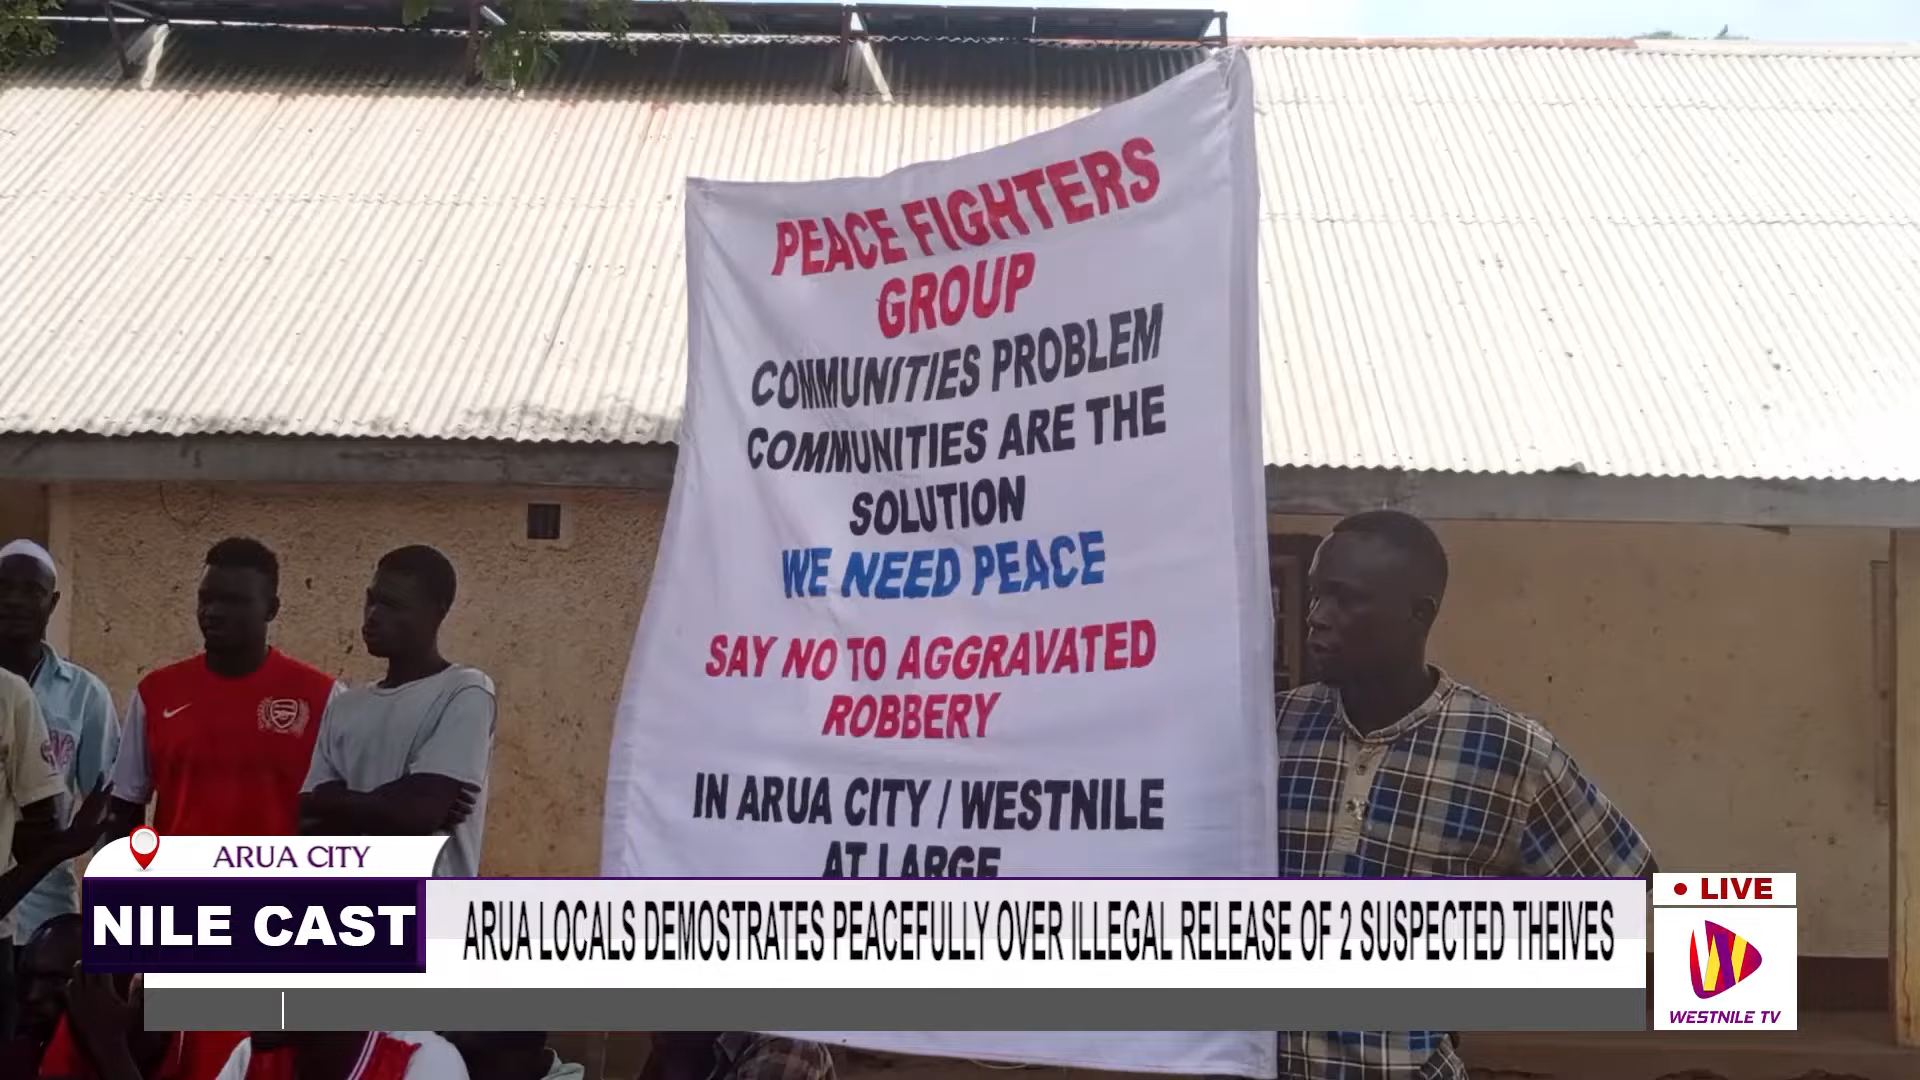 PEACE FIGHTERS
GROUP
COMMUNITIES PROBLEM
COMMUNITIES ARE THE
SOLUTION
WE NEED PEACE
SAY NO TO AGGRAVATED
ROBBERY
IN ARUA CITY / WESTNILE
AT LARGE
ARUA CITY
NILE CAST
ARUA LOCALS DEMOSTRATES PEACEFULLY OVER ILLEGAL RELEASE OF 2 SUSPECTED THEIVES
LIVE
WESTNILE TV